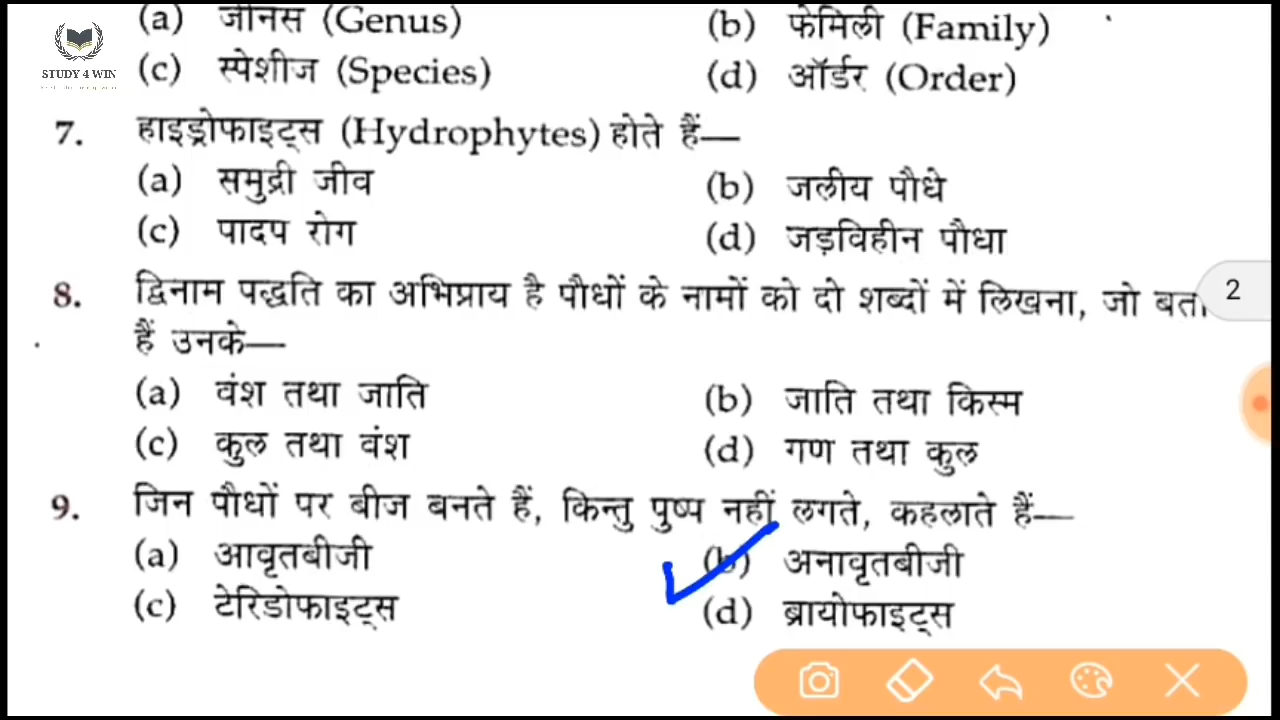 (a) जीनस (Genus) (b) फेमिली (Family)
STUDY 4 WIN
(c) स्पेशीज (Species) (d) ऑर्डर (Order)
7. हाइड्रोफाइट्स (Hydrophytes) होते हैं—
(a) समुद्री जीव (b) जलीय पौधे
(c) पादप रोग (d) जड़विहीन पौधा
8. द्विनाम पद्धति का अभिप्राय है पौधों के नामों को दो शब्दों में लिखना, जो
2
हैं उनके—
(a) वंश तथा जाति (b) जाति तथा किस्म
(c) कुल तथा वंश (d) गण तथा कुल
9. जिन पौधों पर बीज बनते हैं, किन्तु पुष्प नहीं लगते, कहलाते हैं—
(a) आवृतबीजी (b) अनावृतबीजी
(c) टेरिडोफाइट्स (d) ब्रायोफाइट्स